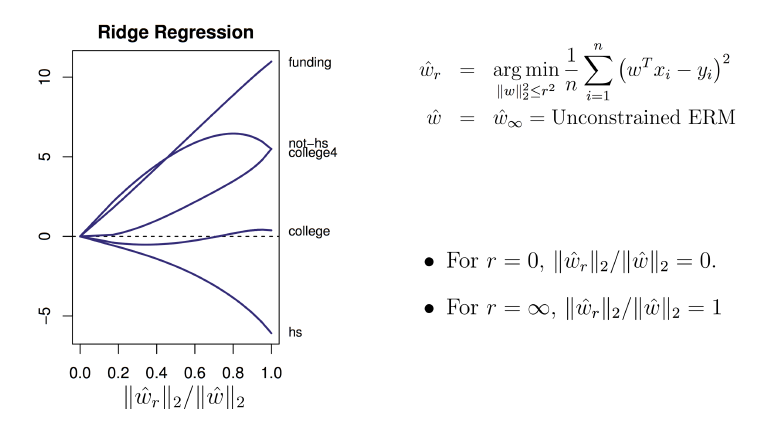 Ridge Regression
10
5
0
−5
0.0 0.2 0.4 0.6 0.8 1.0
‖ŵ_r‖₂/‖ŵ‖₂
funding
not−hs
college4
college
hs
ŵ_r = arg min_{‖w‖₂² ≤ r²} 1/n ∑_{i=1}^{n} (w^T x_i − y_i)²
ŵ = ŵ_∞ = Unconstrained ERM
• For r = 0, ‖ŵ_r‖₂/‖ŵ‖₂ = 0.
• For r = ∞, ‖ŵ_r‖₂/‖ŵ‖₂ = 1